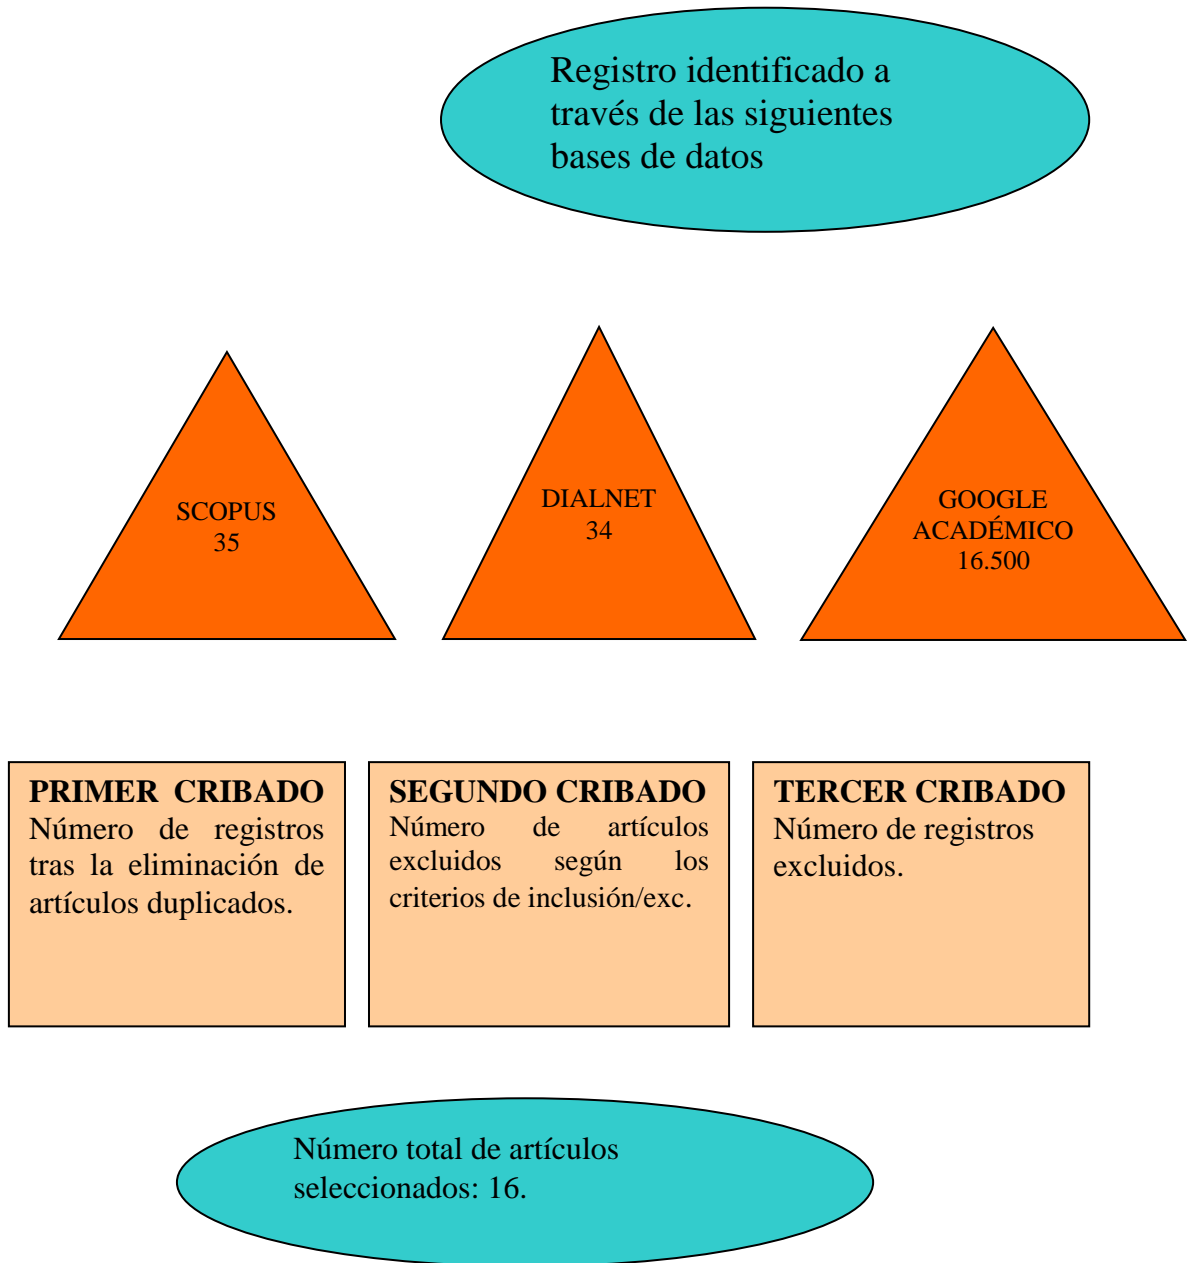 Registro identificado a
través de las siguientes
bases de datos
SCOPUS
35
DIALNET
34
GOOGLE
ACADÉMICO
16.500
PRIMER CRIBADO
Número de registros
tras la eliminación de
artículos duplicados.
SEGUNDO CRIBADO
Número de artículos
excluidos según los
criterios de inclusión/exc.
TERCER CRIBADO
Número de registros
excluidos.
Número total de artículos
seleccionados: 16.